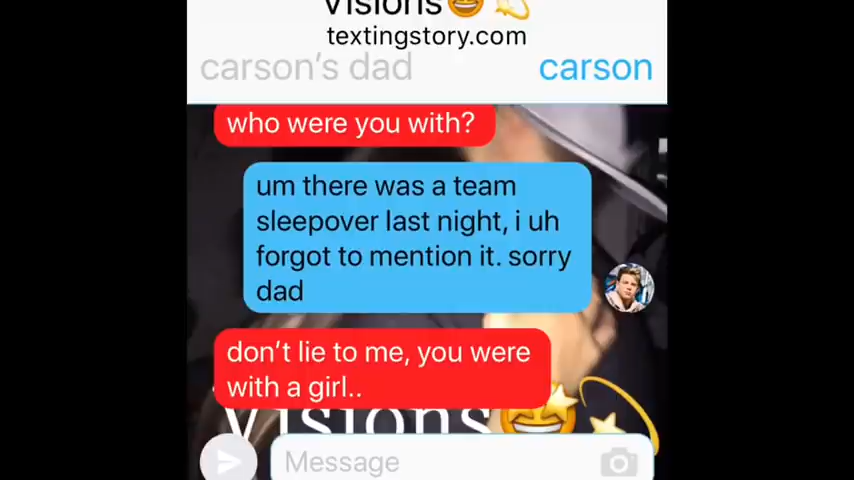 Visions🤩💫
textingstory.com
carson's dad
carson
who were you with?
um there was a team
sleepover last night, i uh
forgot to mention it. sorry
dad
don't lie to me, you were
with a girl..
Visions🤩💫
Message